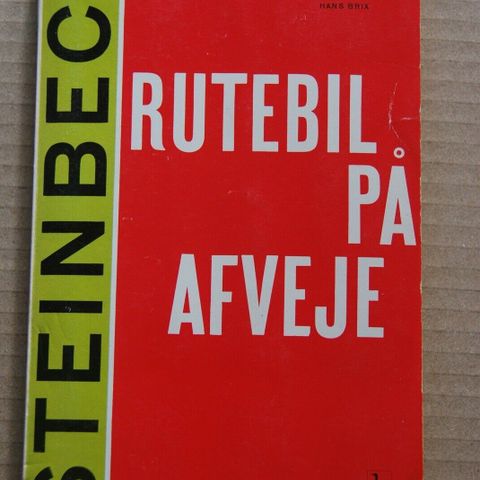 HANS BRIX
STEINBEC
RUTEBIL
PÅ
AFVEJE